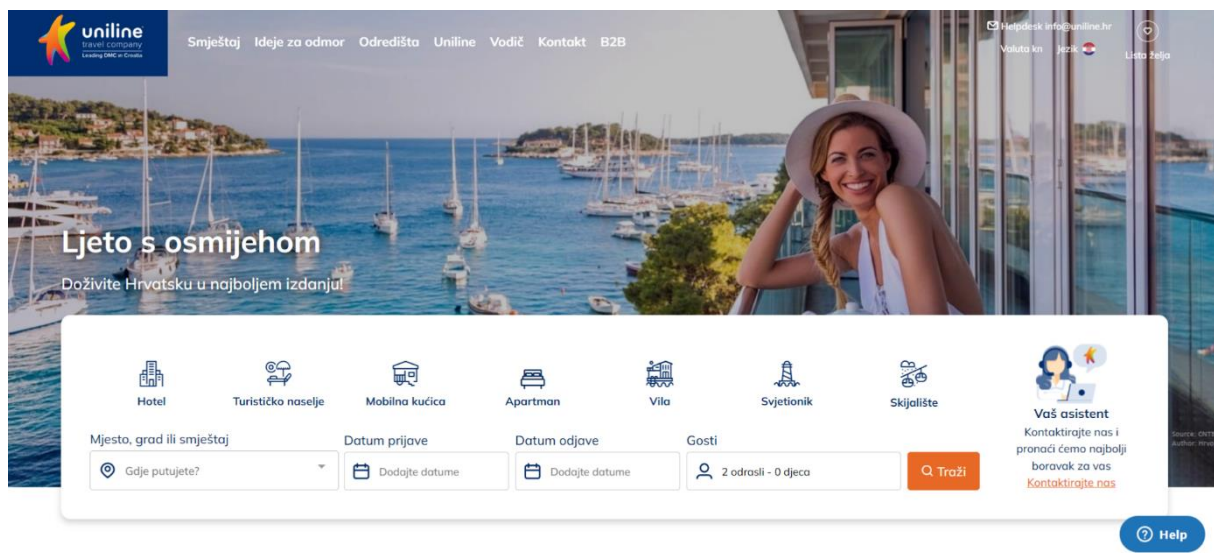 uniline
travel company
Leading DMC in Croatia
Smještaj Ideje za odmor Odredišta Uniline Vodič Kontakt B2B
Helpdesk info@uniline.hr
Valuta kn Jezik
Lista želja
Ljeto s osmijehom
Doživite Hrvatsku u najboljem izdanju!
Hotel Turističko naselje Mobilna kućica Apartman Vila Svjetionik Skijalište
Mjesto, grad ili smještaj Datum prijave Datum odjave Gosti
Gdje putujete? Dodajte datume Dodajte datume 2 odrasli - 0 djeca Traži
Vaš asistent
Kontaktirajte nas i
pronaći ćemo najbolji
boravak za vas
Kontaktirajte nas
Source:
Author:
Help